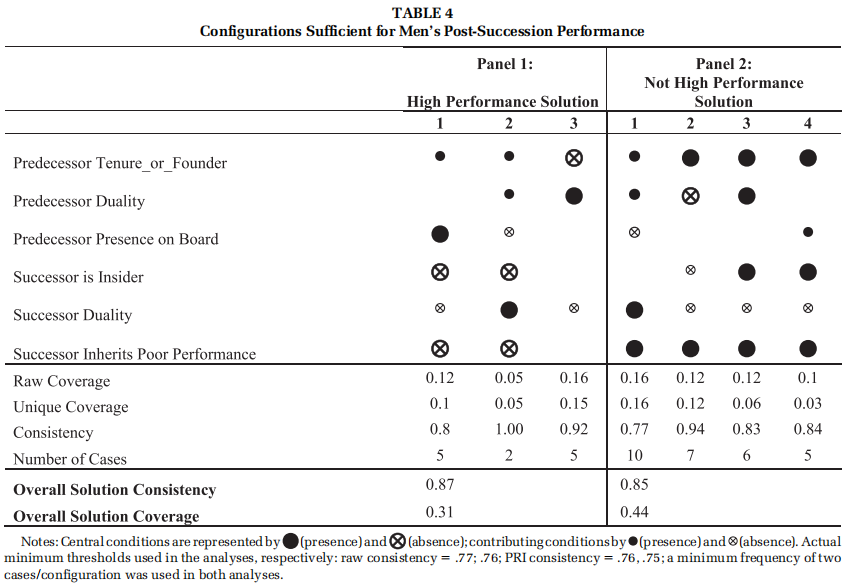 TABLE 4
Configurations Sufficient for Men's Post-Succession Performance
Panel 1: Panel 2:
High Performance Solution Not High Performance Solution
1 2 3 1 2 3 4
Predecessor Tenure_or_Founder
Predecessor Duality
Predecessor Presence on Board
Successor is Insider
Successor Duality
Successor Inherits Poor Performance
Raw Coverage 0.12 0.05 0.16 0.16 0.12 0.12 0.1
Unique Coverage 0.1 0.05 0.15 0.16 0.12 0.06 0.03
Consistency 0.8 1.00 0.92 0.77 0.94 0.83 0.84
Number of Cases 5 2 5 10 7 6 5
Overall Solution Consistency 0.87 0.85
Overall Solution Coverage 0.31 0.44
Notes: Central conditions are represented by (presence) and (absence); contributing conditions by (presence) and (absence). Actual
minimum thresholds used in the analyses, respectively: raw consistency = .77; .76; PRI consistency = .76, .75; a minimum frequency of two
cases/configuration was used in both analyses.